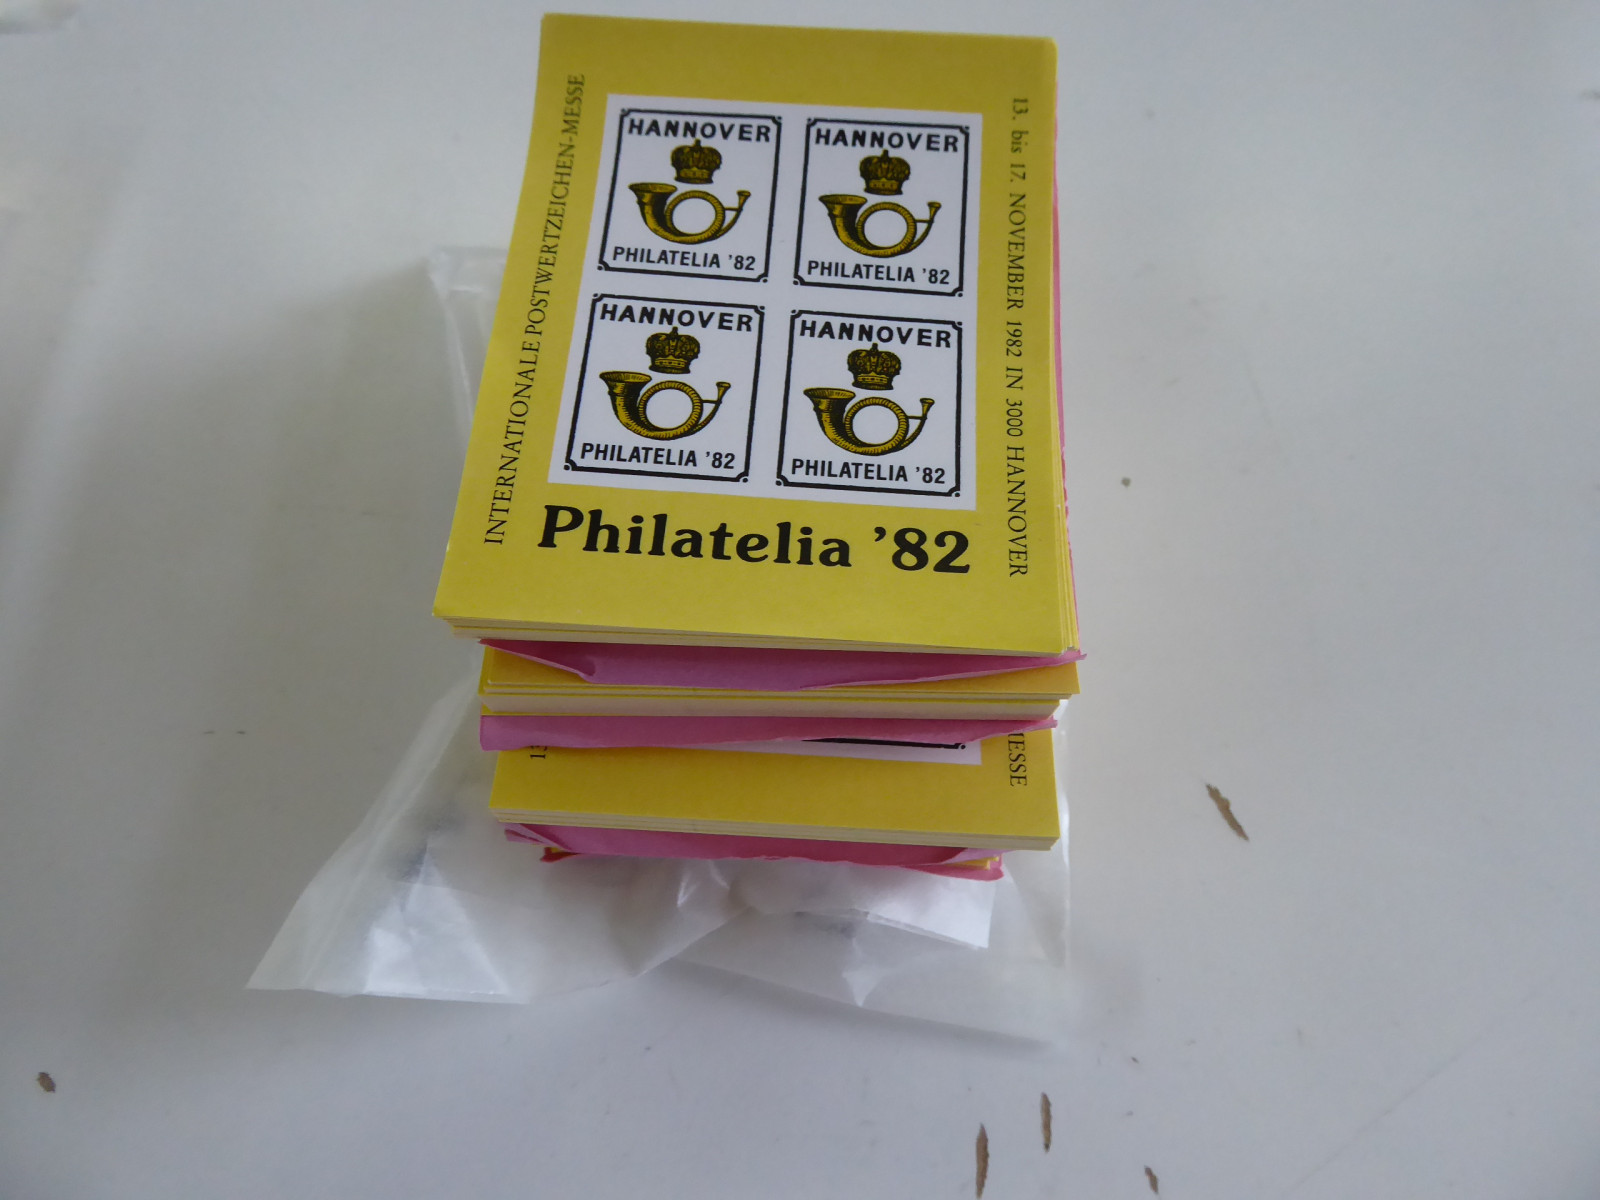 INTERNATIONALE POSTWERTZEICHEN-MESSE
HANNOVER
PHILATELIA '82
HANNOVER
PHILATELIA '82
HANNOVER
PHILATELIA '82
HANNOVER
PHILATELIA '82
13. bis 17. NOVEMBER 1982 IN 3000 HANNOVER
Philatelia '82